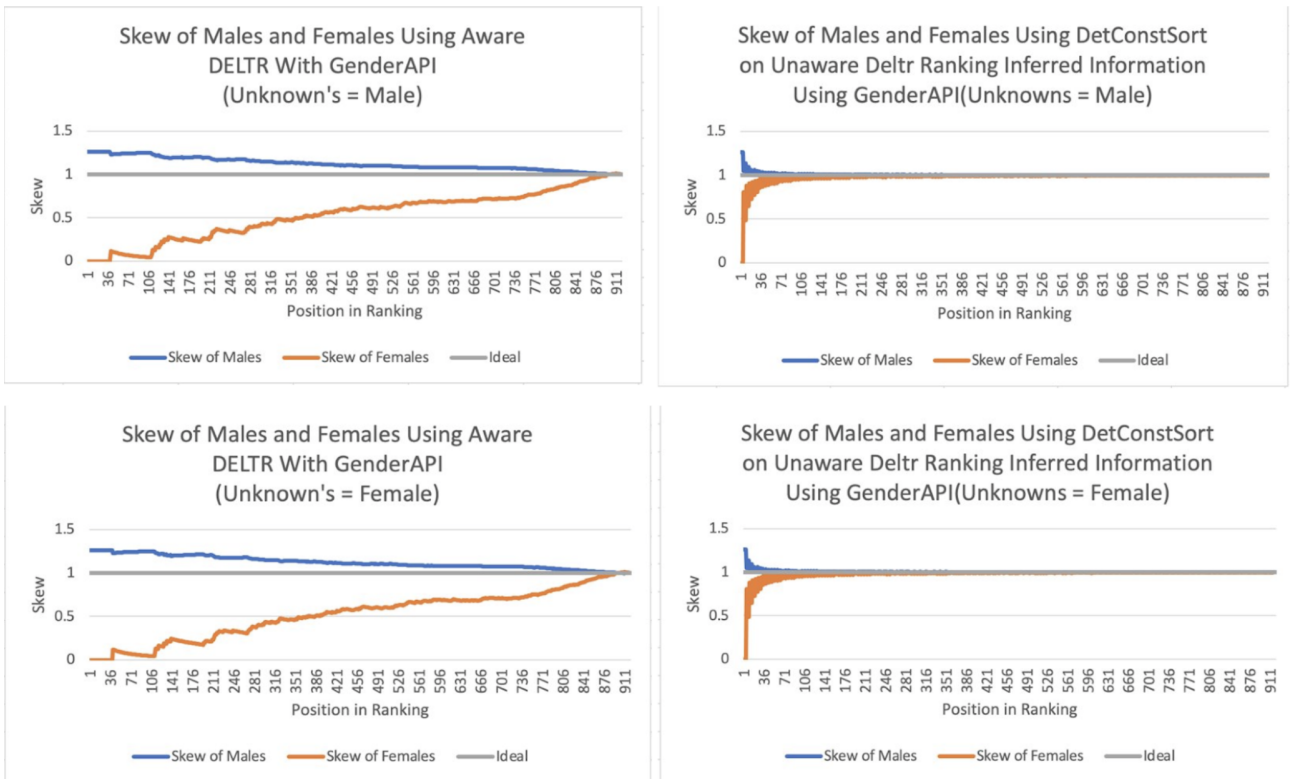 Skew of Males and Females Using Aware
DELTR With GenderAPI
(Unknown's = Male)
1.5
1
0.5
0
Skew
1 36 71 106 141 176 211 246 281 316 351 386 421 456 491 526 561 596 631 666 701 736 771 806 841 876 911
Position in Ranking
Skew of Males Skew of Females Ideal
Skew of Males and Females Using DetConstSort
on Unaware Deltr Ranking Inferred Information
Using GenderAPI(Unknowns = Male)
1.5
1
0.5
0
Skew
1 36 71 106 141 176 211 246 281 316 351 386 421 456 491 526 561 596 631 666 701 736 771 806 841 876 911
Position in Ranking
Skew of Males Skew of Females Ideal
Skew of Males and Females Using Aware
DELTR With GenderAPI
(Unknown's = Female)
1.5
1
0.5
0
Skew
1 36 71 106 141 176 211 246 281 316 351 386 421 456 491 526 561 596 631 666 701 736 771 806 841 876 911
Position in Ranking
Skew of Males Skew of Females Ideal
Skew of Males and Females Using DetConstSort
on Unaware Deltr Ranking Inferred Information
Using GenderAPI(Unknowns = Female)
1.5
1
0.5
0
Skew
1 36 71 106 141 176 211 246 281 316 351 386 421 456 491 526 561 596 631 666 701 736 771 806 841 876 911
Position in Ranking
Skew of Males Skew of Females Ideal